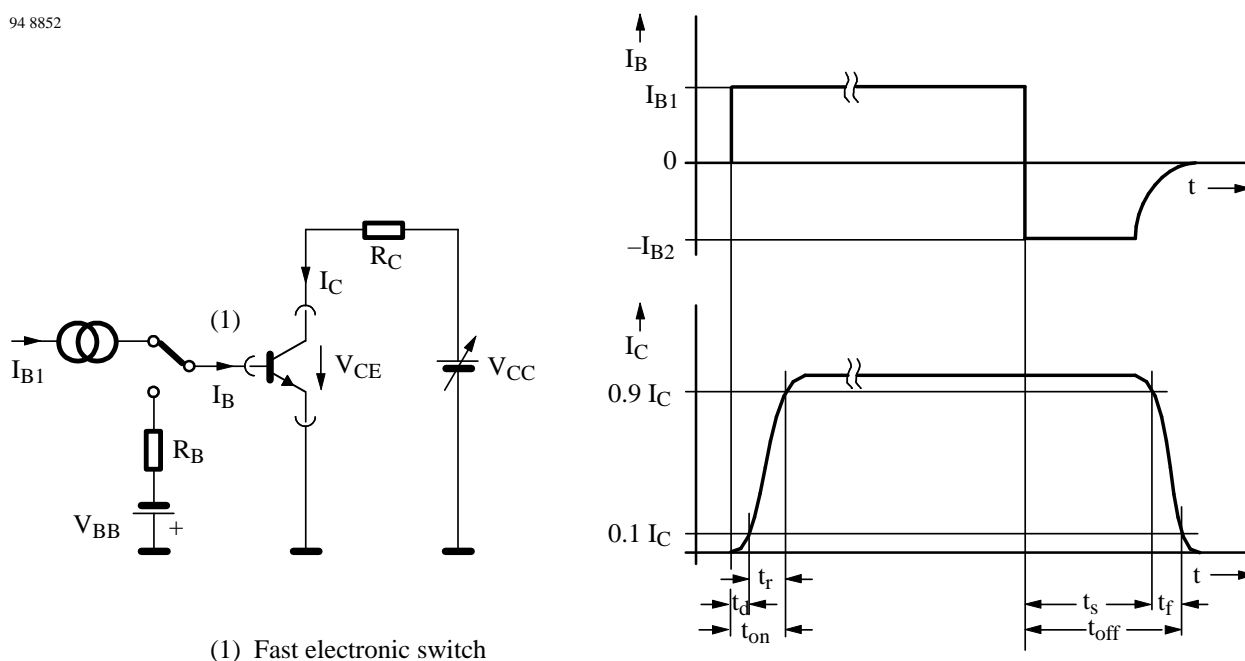 94 8852
I_B1
(1)
I_B
R_B
V_BB
+
I_C
R_C
V_CE
V_CC
(1) Fast electronic switch
I_B
I_B1
0
–I_B2
t
I_C
0.9 I_C
0.1 I_C
t
t_r
t_d
t_on
t_s
t_f
t_off